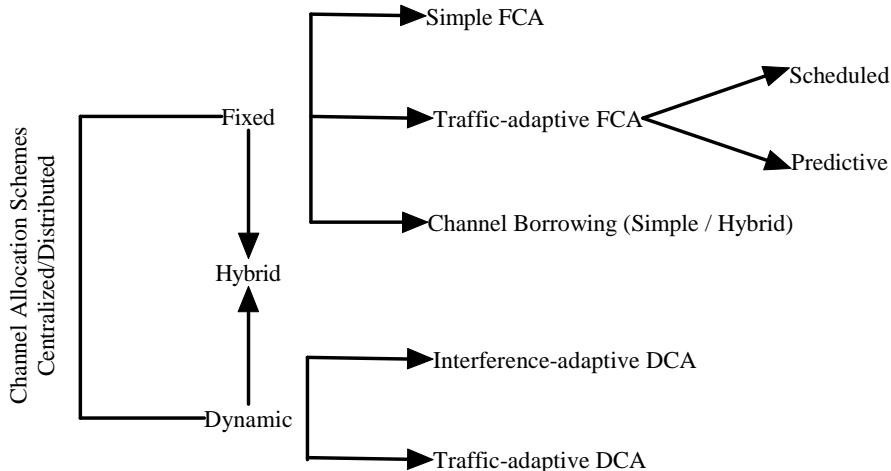 Channel Allocation Schemes
Centralized/Distributed
Simple FCA
Scheduled
Fixed
Traffic-adaptive FCA
Predictive
Channel Borrowing (Simple / Hybrid)
Hybrid
Interference-adaptive DCA
Dynamic
Traffic-adaptive DCA